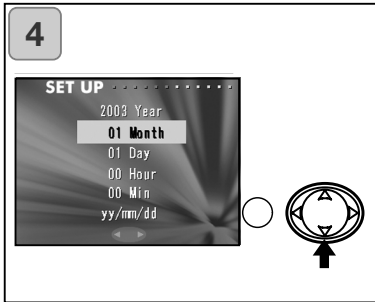 4
SET UP
2003 Year
01 Month
01 Day
00 Hour
00 Min
yy/mm/dd